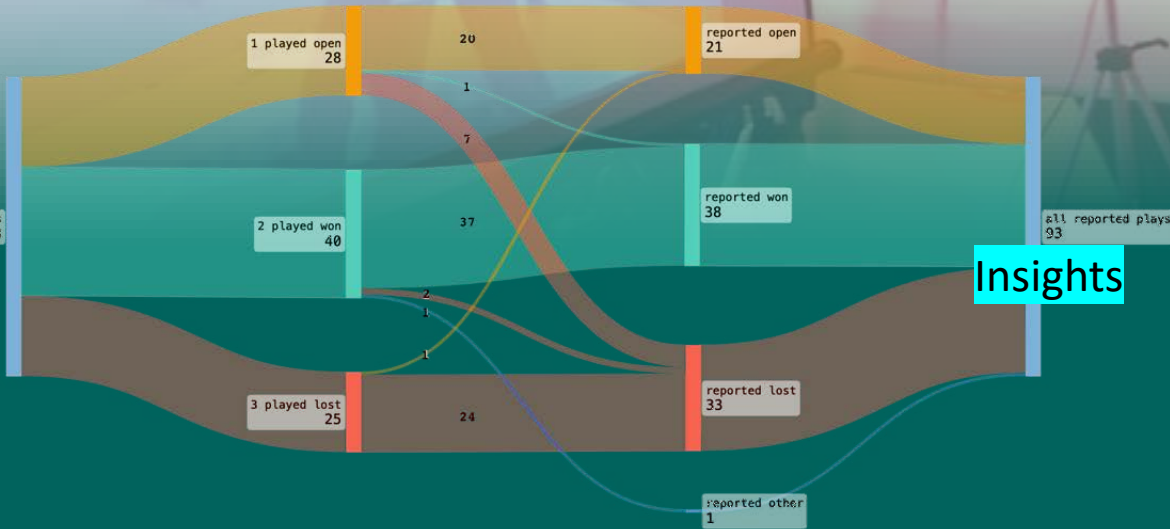 1 played open
28
20
reported open
21
1
7
2 played won
40
37
reported won
38
all reported plays
93
Insights
2
1
1
3 played lost
25
24
reported lost
33
reported other
1